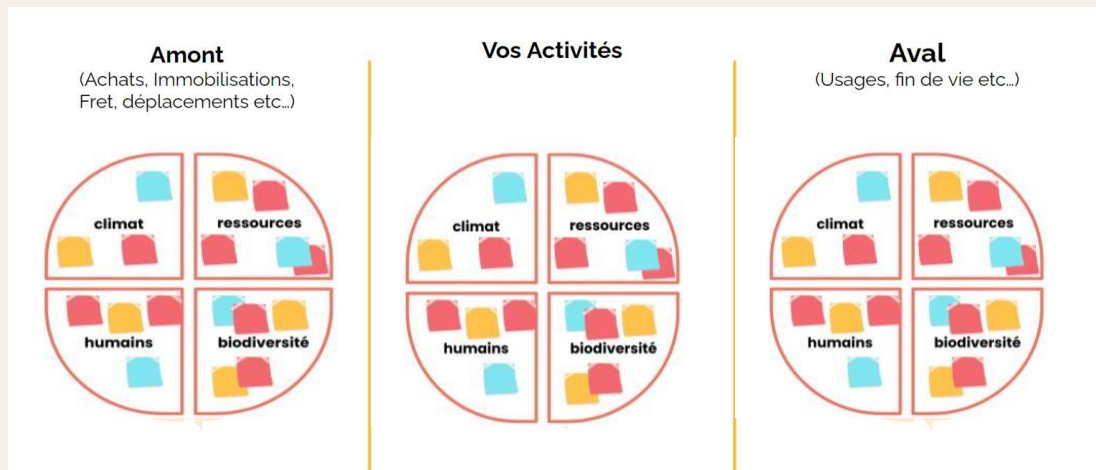 Amont
(Achats, Immobilisations,
Fret, déplacements etc...)
climat
ressources
humains
biodiversité
Vos Activités
climat
ressources
humains
biodiversité
Aval
(Usages, fin de vie etc...)
climat
ressources
humains
biodiversité